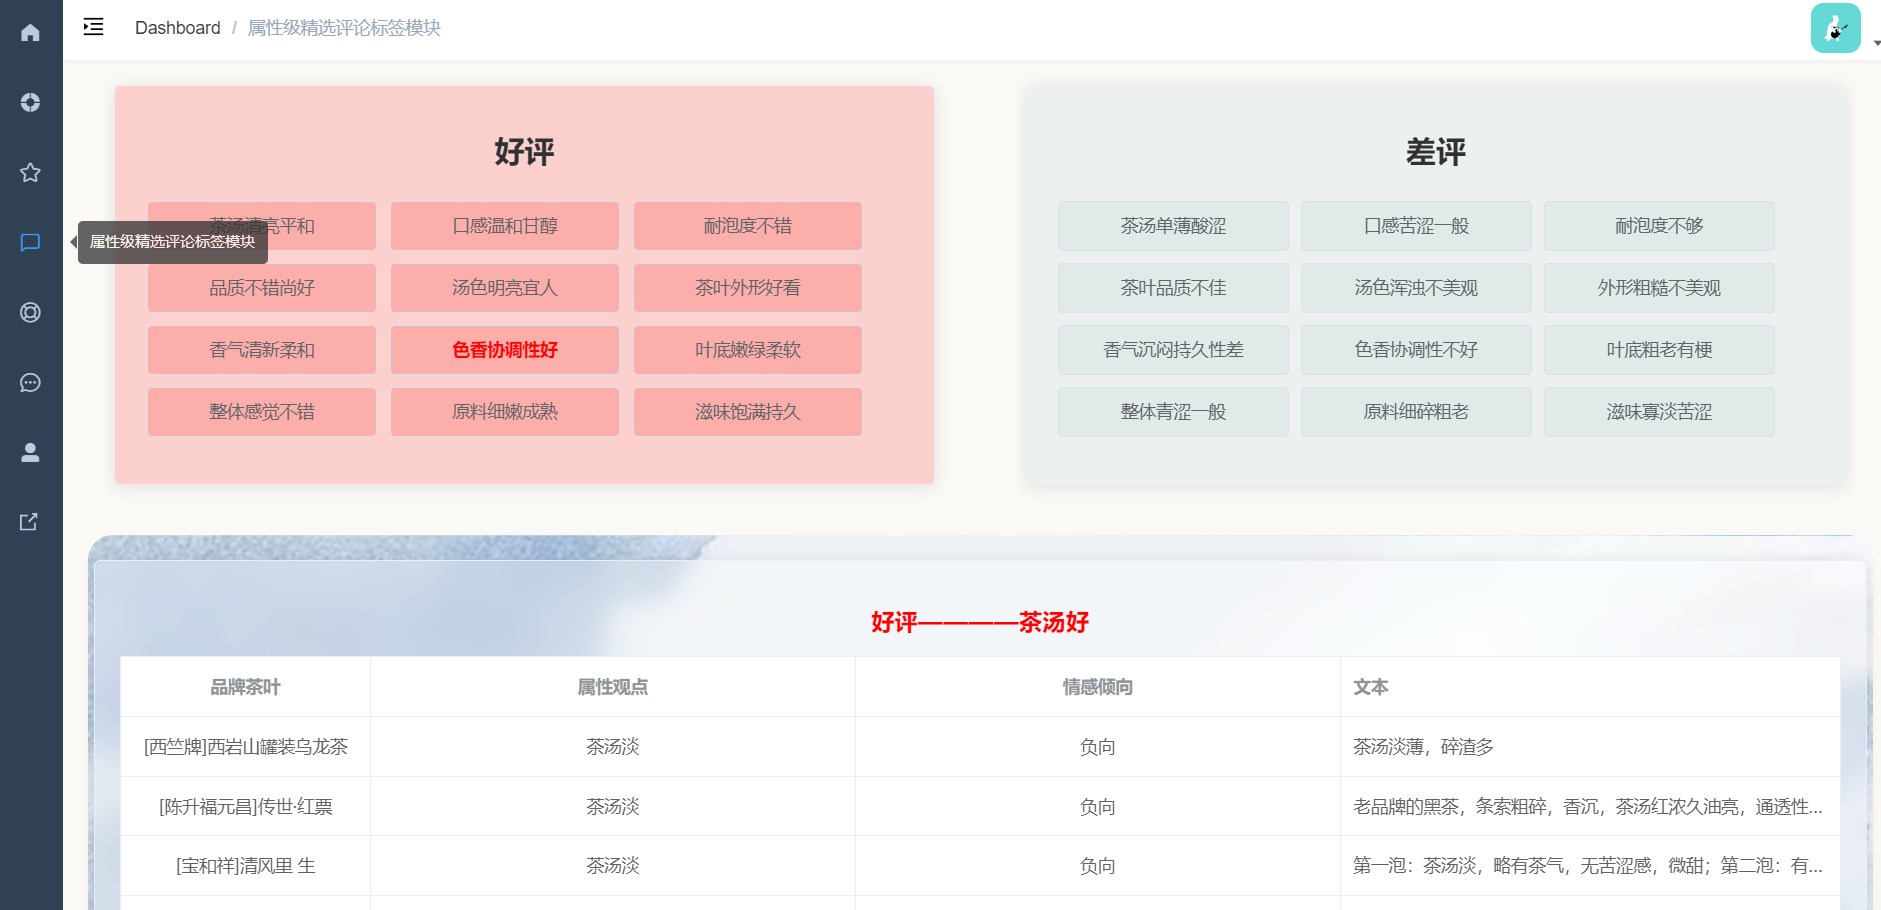 Dashboard / 属性级精选评论标签模块
好评
茶汤清亮平和 口感温和甘醇 耐泡度不错
属性级精选评论标签模块
品质不错尚好 汤色明亮宜人 茶叶外形好看
香气清新柔和 色香协调性好 叶底嫩绿柔软
整体感觉不错 原料细嫩成熟 滋味饱满持久
差评
茶汤单薄酸涩 口感苦涩一般 耐泡度不够
茶叶品质不佳 汤色浑浊不美观 外形粗糙不美观
香气沉闷持久性差 色香协调性不好 叶底粗老有梗
整体青涩一般 原料细碎粗老 滋味寡淡苦涩
好评————茶汤好
品牌茶叶 属性观点 情感倾向 文本
[西竺牌]西岩山罐装乌龙茶 茶汤淡 负向 茶汤淡薄，碎渣多
[陈升福元昌]传世·红票 茶汤淡 负向 老品牌的黑茶，条索粗碎，香沉，茶汤红浓久油亮，通透性...
[宝和祥]清风里 生 茶汤淡 负向 第一泡：茶汤淡，略有茶气，无苦涩感，微甜；第二泡：有...